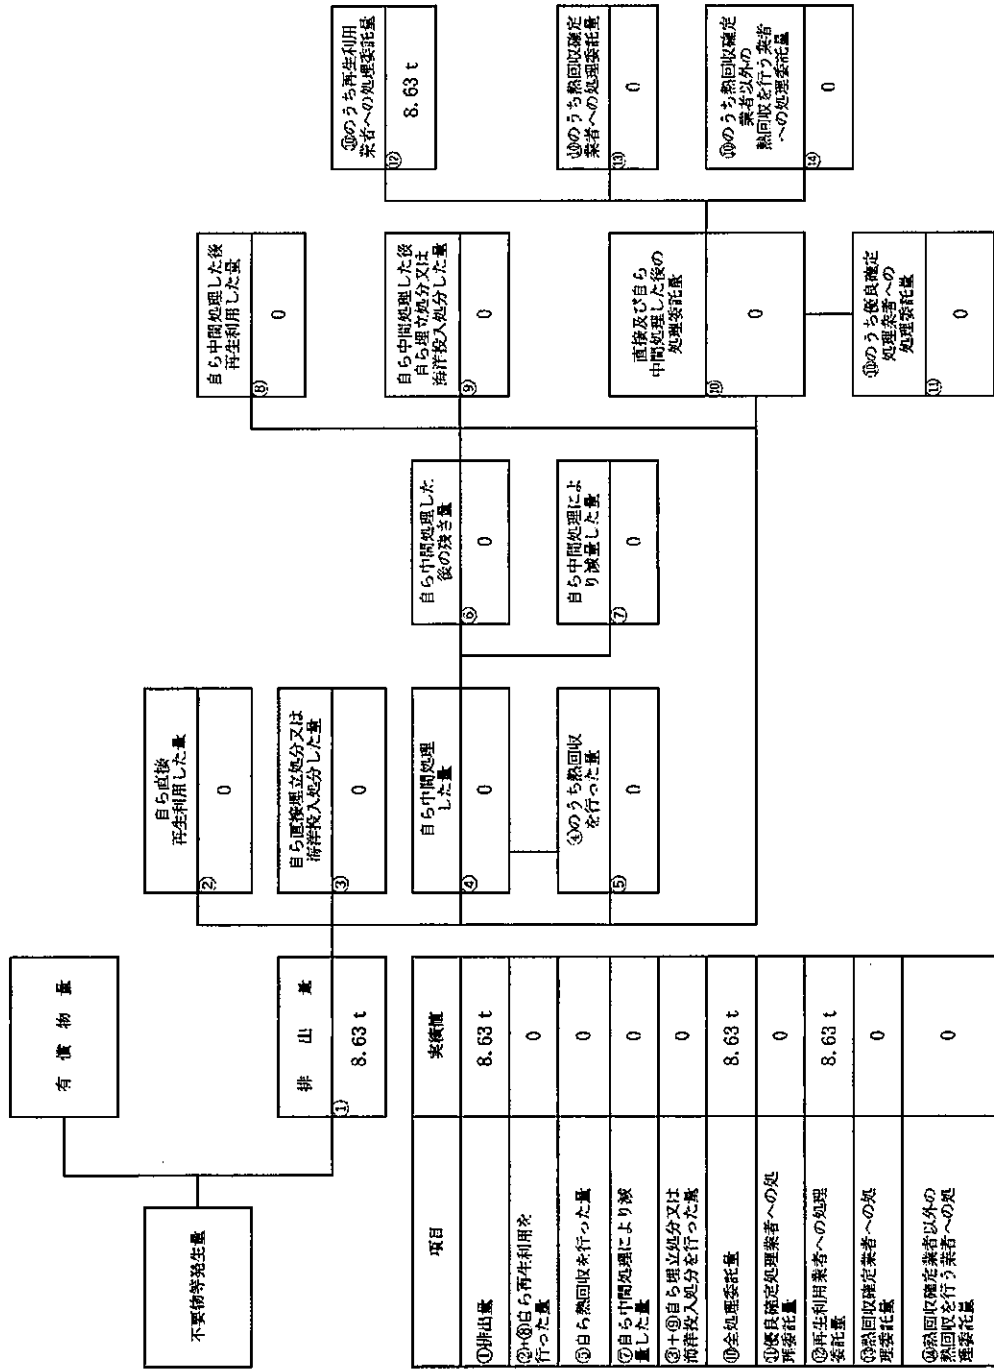 不要物等発生量
有償物量
排出量
①
8.63 t
自ら直接
再生利用した量
②
0
自ら直接埋立処分又は
海洋投入処分した量
③
0
自ら中間処理
した量
④
0
④のうち熱回収
を行った量
⑤
0
自ら中間処理した
後の残さ量
⑥
0
自ら中間処理によ
り減量した量
⑦
0
自ら中間処理した後
再生利用した量
⑧
0
自ら中間処理した後
自ら埋立処分又は
海洋投入処分した量
⑨
0
直接及び自ら
中間処理した後の
処理委託量
⑩
0
⑩のうち優良確定
処理業者への
処理委託量
⑪
0
⑩のうち再生利用
業者への処理委託量
⑫
8.63 t
⑩のうち熱回収確定
業者への処理委託量
⑬
0
⑩のうち熱回収確定
業者以外の
熱回収を行う業者
への処理委託量
⑭
0
項目 実績値
①排出量 8.63 t
②+⑧自ら再生利用を
行った量 0
⑤自ら熱回収を行った量 0
⑦自ら中間処理により減
量した量 0
③+⑨自ら埋立処分又は
海洋投入処分を行った量 0
⑩全処理委託量 8.63 t
⑪優良確定処理業者への処
理委託量 0
⑫再生利用業者への処理
委託量 8.63 t
⑬熱回収確定業者への処
理委託量 0
⑭熱回収確定業者以外の
熱回収を行う業者への処
理委託量 0